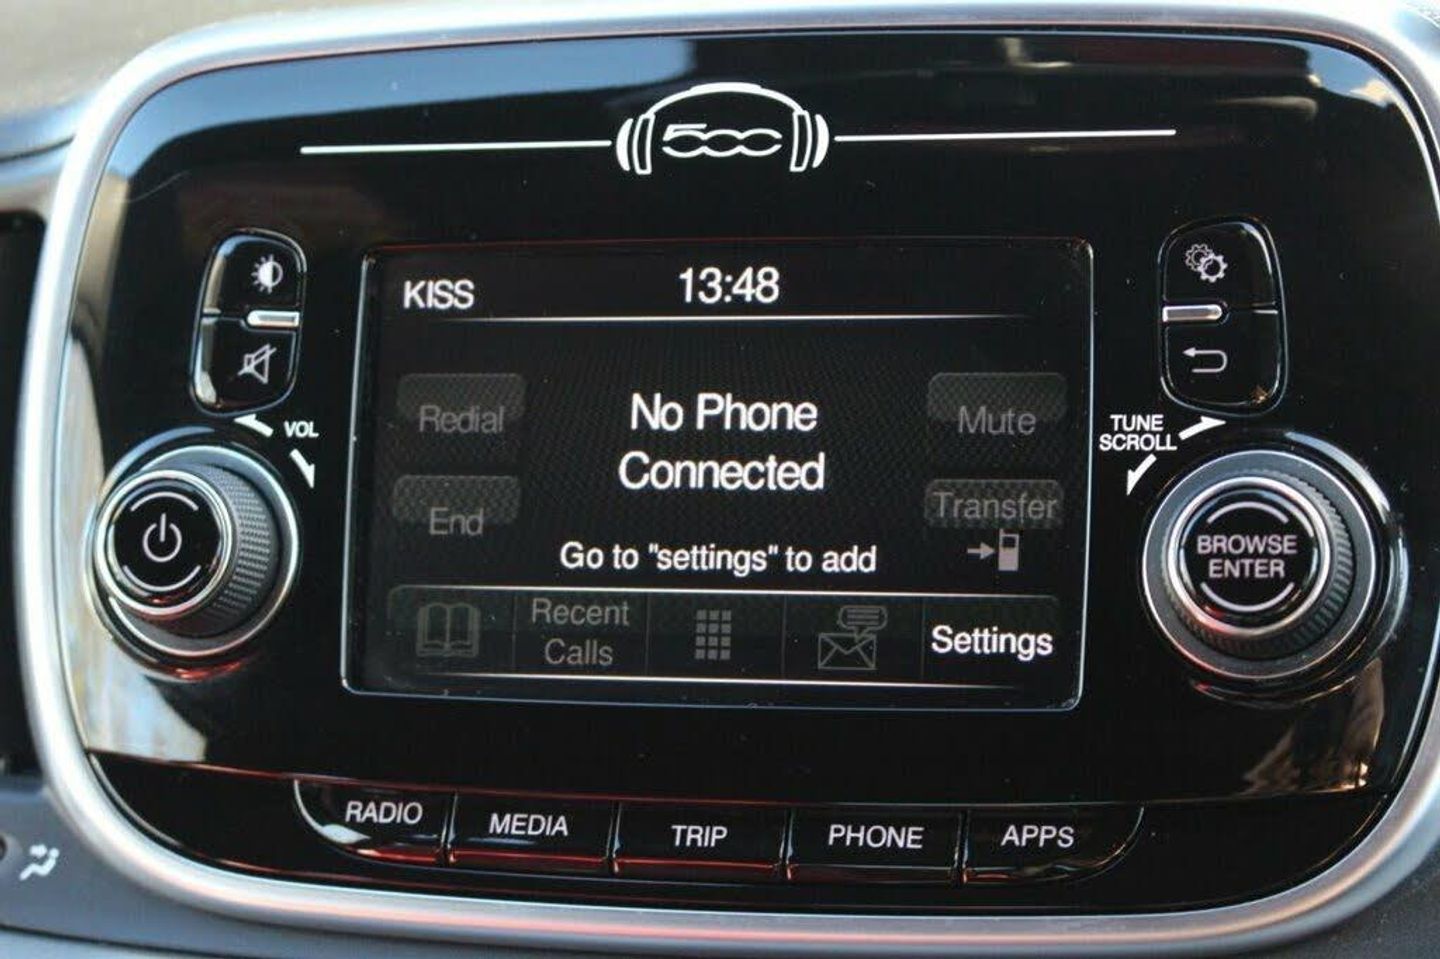 500
KISS
13:48
VOL
TUNE
SCROLL
Redial
No Phone
Connected
Mute
End
Transfer
Go to "settings" to add
BROWSE
ENTER
Recent
Calls
Settings
RADIO
MEDIA
TRIP
PHONE
APPS